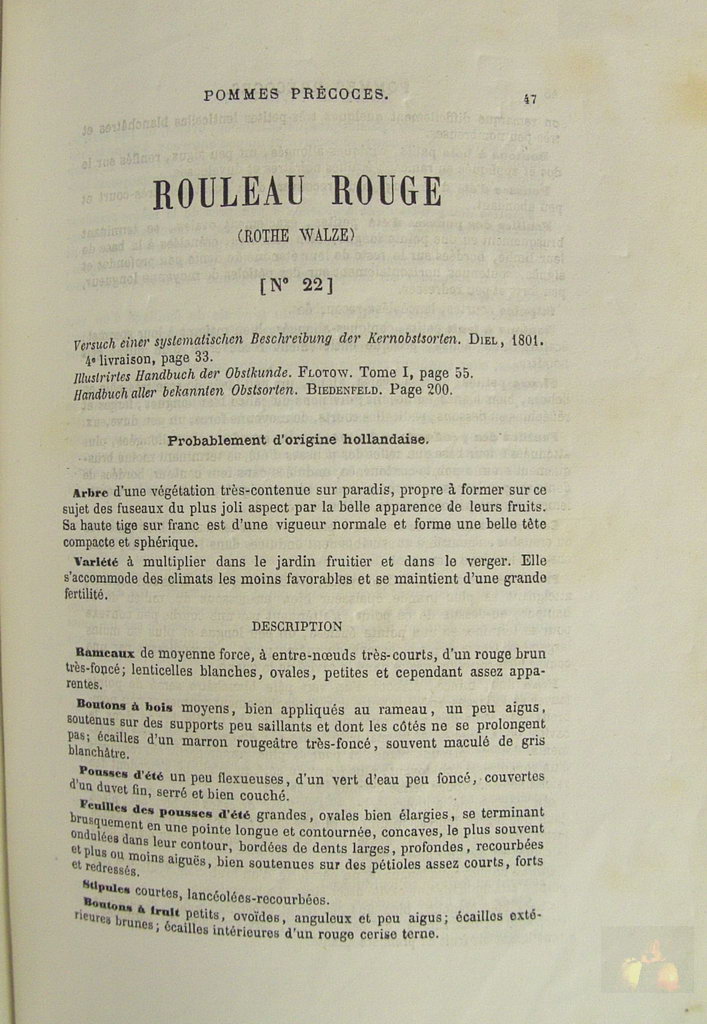 POMMES PRÉCOCES. 47
ROULEAU ROUGE
(ROTHE WALZE)
[N° 22]
Versuch einer systematischen Beschreibung der Kernobstsorten. DIEL, 1801.
4e livraison, page 33.
Illustrirtes Handbuch der Obstkunde. FLOTOW. Tome I, page 55.
Handbuch aller bekannten Obstsorten. BIEDENFELD. Page 200.
Probablement d'origine hollandaise.
Arbre d'une végétation très-contenue sur paradis, propre à former sur ce
sujet des fuseaux du plus joli aspect par la belle apparence de leurs fruits.
Sa haute tige sur franc est d'une vigueur normale et forme une belle tête
compacte et sphérique.
Variété à multiplier dans le jardin fruitier et dans le verger. Elle
s'accommode des climats les moins favorables et se maintient d'une grande
fertilité.
DESCRIPTION
Rameaux de moyenne force, à entre-nœuds très-courts, d'un rouge brun
très-foncé; lenticelles blanches, ovales, petites et cependant assez appa-
rentes.
Boutons à bois moyens, bien appliqués au rameau, un peu aigus,
soutenus sur des supports peu saillants et dont les côtés ne se prolongent
pas; écailles d'un marron rougeâtre très-foncé, souvent maculé de gris
blanchâtre.
Pousses d'été un peu flexueuses, d'un vert d'eau peu foncé, couvertes
d'un duvet fin, serré et bien couché.
Feuilles des pousses d'été grandes, ovales bien élargies, se terminant
brusquement en une pointe longue et contournée, concaves, le plus souvent
ondulées dans leur contour, bordées de dents larges, profondes, recourbées
et plus ou moins aiguës, bien soutenues sur des pétioles assez courts, forts
et redressés.
Stipules courtes, lancéolées-recourbées.
Boutons à fruit petits, ovoïdes, anguleux et peu aigus; écailles exté-
rieures brunes; écailles intérieures d'un rouge cerise terne.